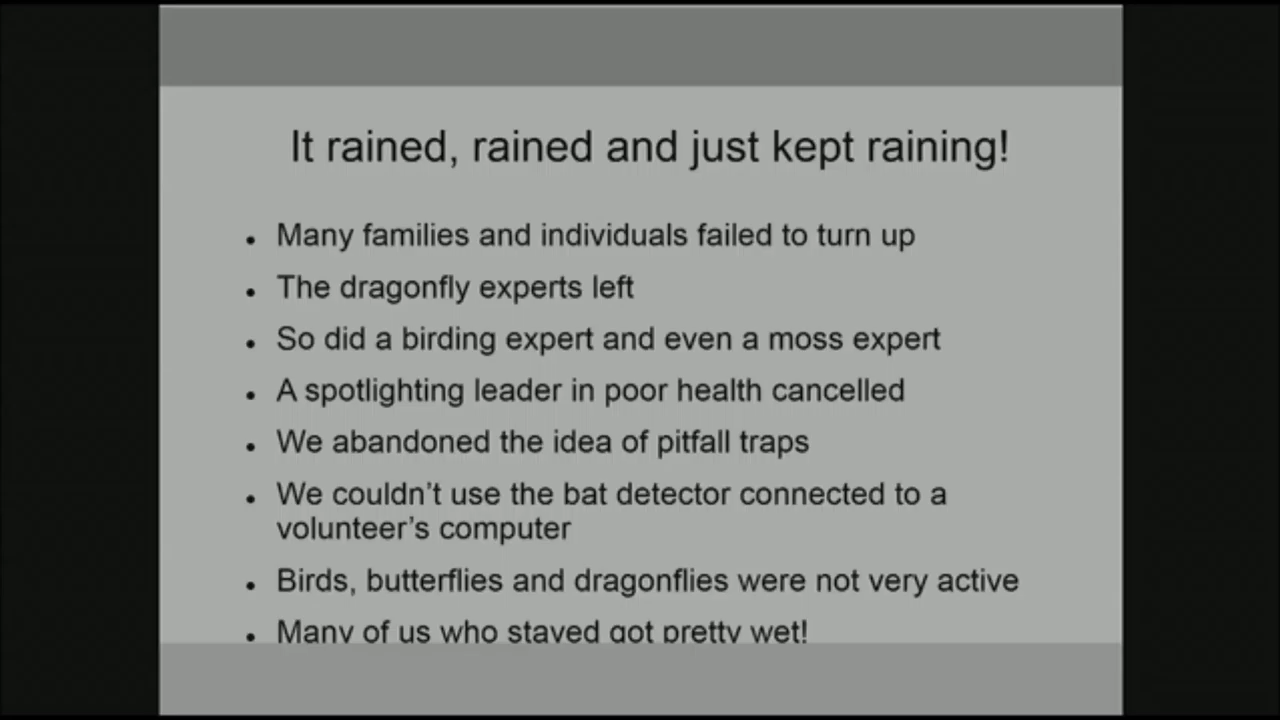 It rained, rained and just kept raining!
• Many families and individuals failed to turn up
• The dragonfly experts left
• So did a birding expert and even a moss expert
• A spotlighting leader in poor health cancelled
• We abandoned the idea of pitfall traps
• We couldn’t use the bat detector connected to a
volunteer’s computer
• Birds, butterflies and dragonflies were not very active
• Many of us who stayed got pretty wet!